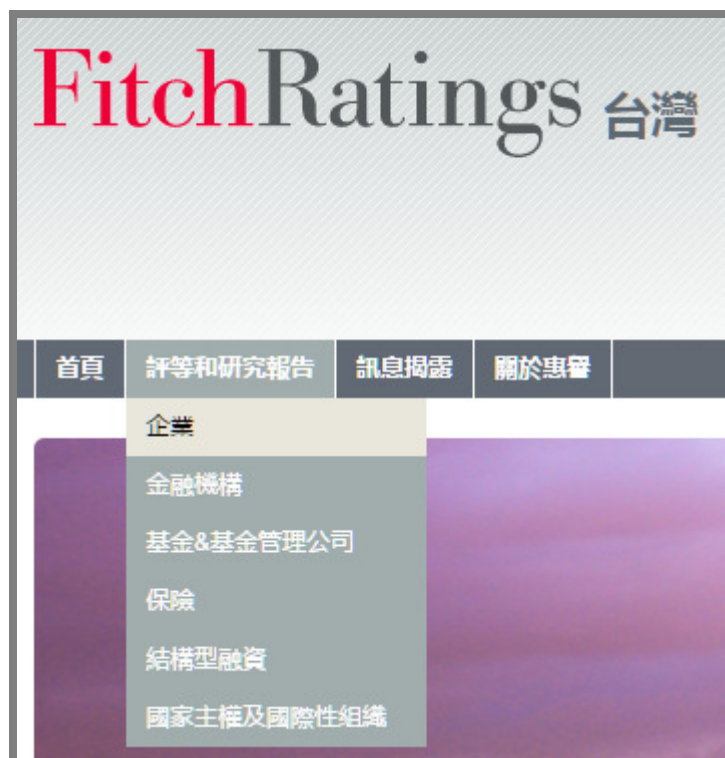 FitchRatings 台灣
首頁 評等和研究報告 訊息揭露 關於惠譽
企業
金融機構
基金&基金管理公司
保險
結構型融資
國家主權及國際性組織